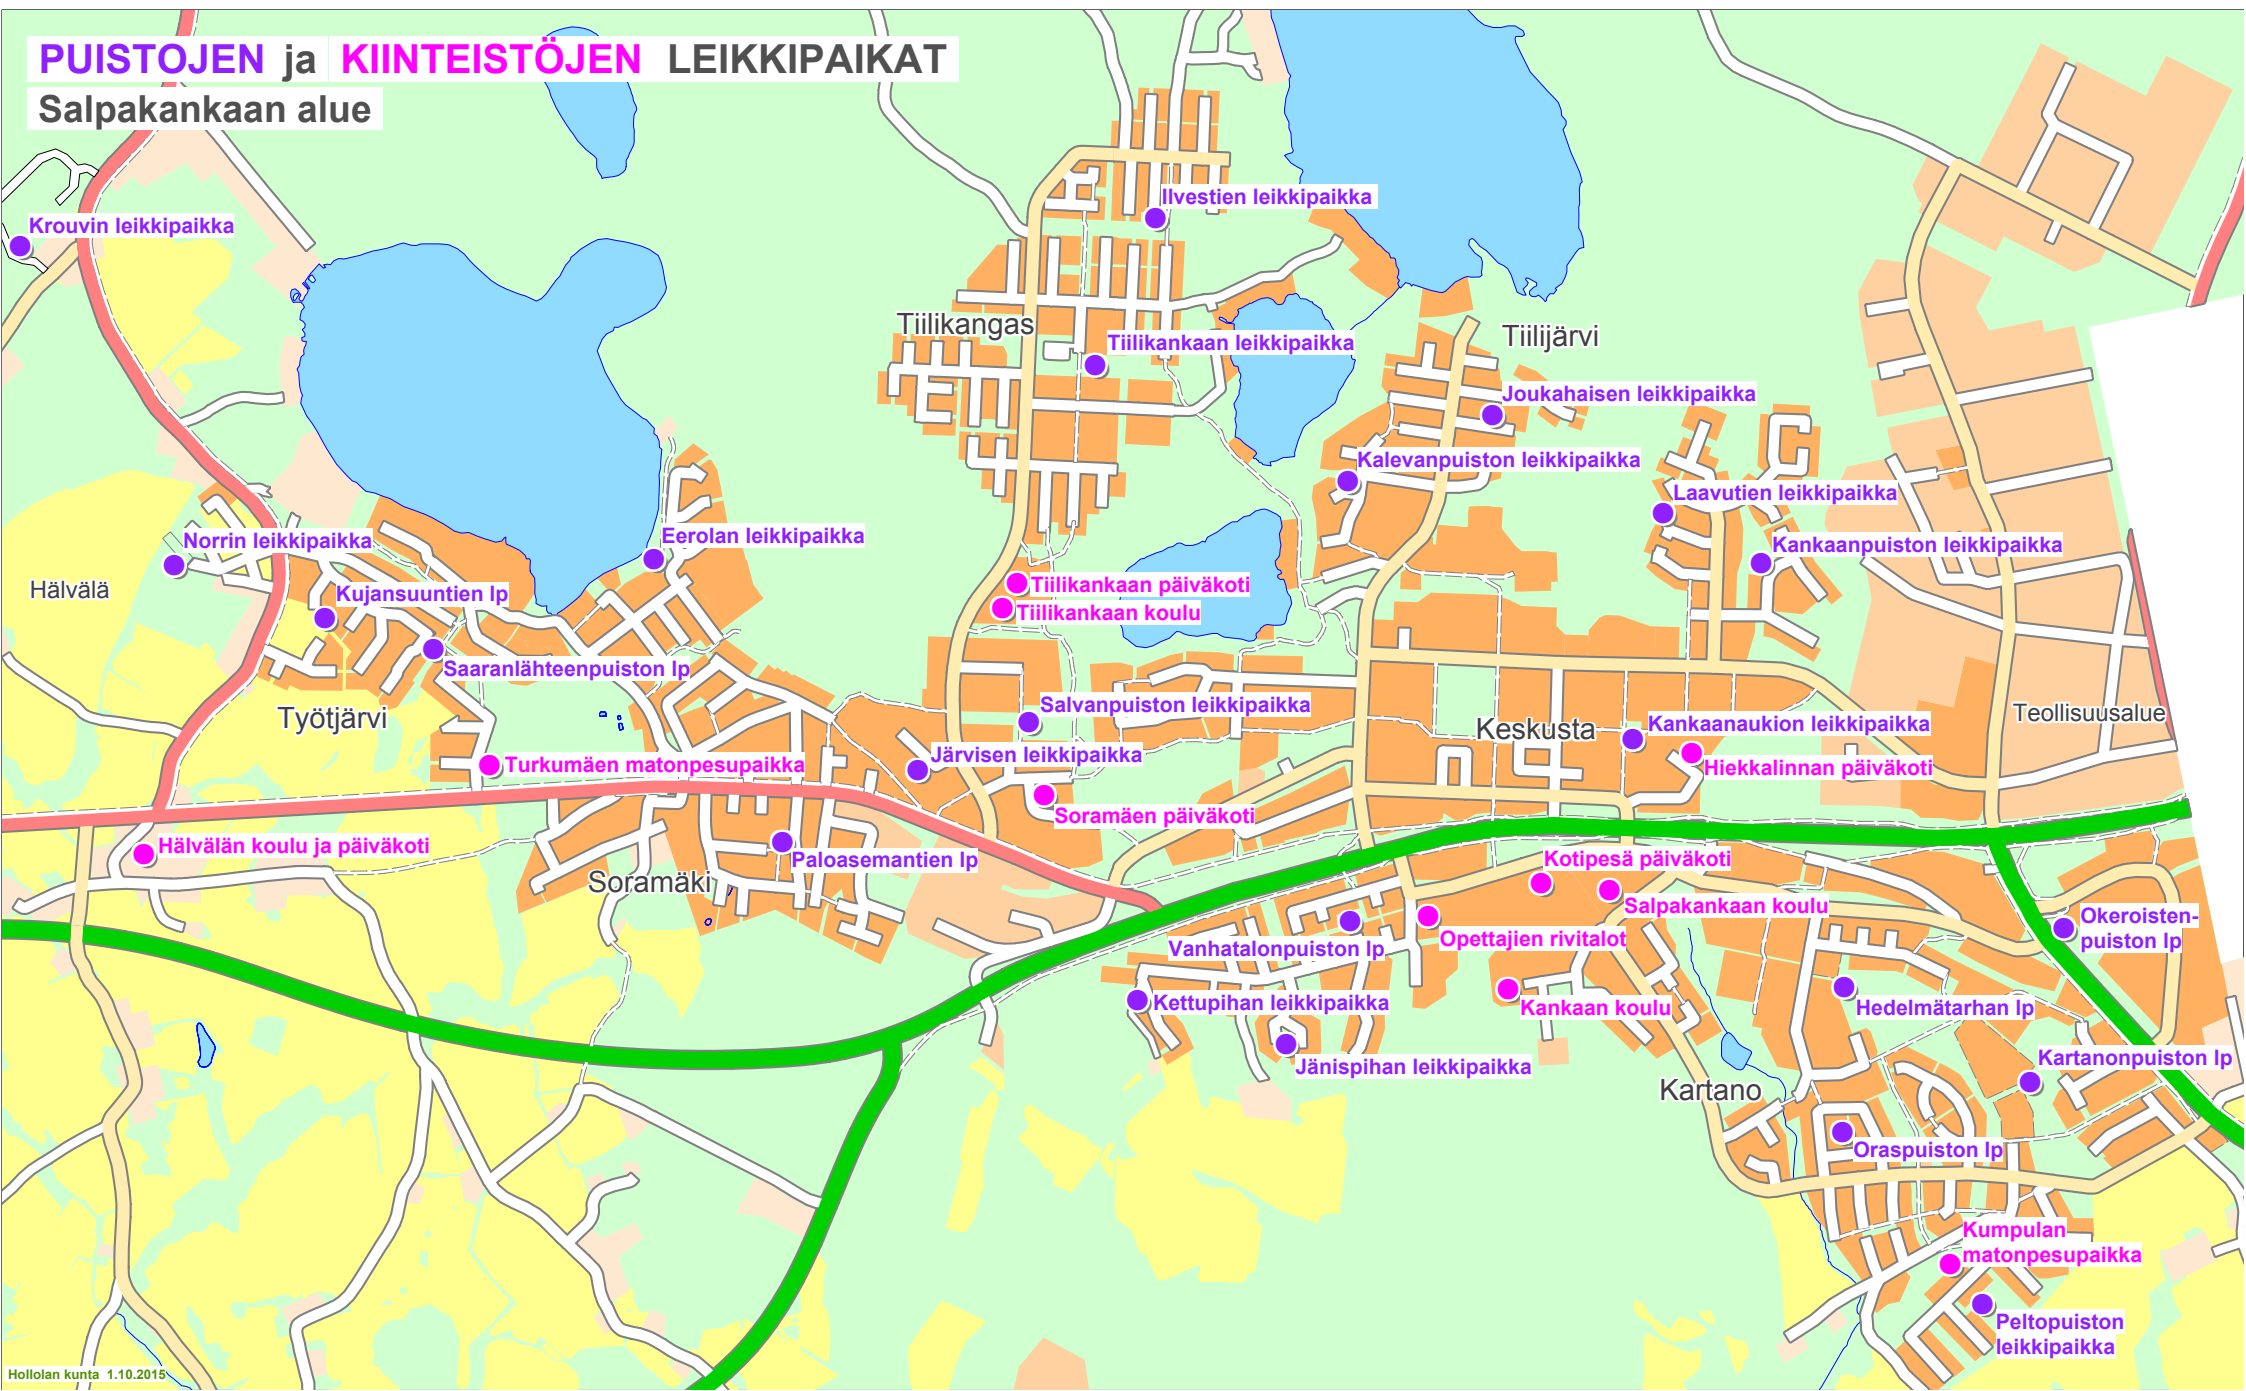 PUISTOJEN ja KIINTEISTÖJEN LEIKKIPAIKAT
Salpakankaan alue
Ilvestien leikkipaikka
Krouvin leikkipaikka
Tiilikangas
Tiilijärvi
Tiilikankaan leikkipaikka
Joukahaisen leikkipaikka
Kalevanpuiston leikkipaikka
Laavutien leikkipaikka
Eerolan leikkipaikka
Norrin leikkipaikka
Kankaanpuiston leikkipaikka
Hälvälä
Tiilikankaan päiväkoti
Kujansuuntien lp
Tiilikankaan koulu
Saaranlähteenpuiston lp
Salvanpuiston leikkipaikka
Työtjärvi
Teollisuusalue
Kankaanaukion leikkipaikka
Keskusta
Järvisen leikkipaikka
Turkumäen matonpesupaikka
Hiekkalinnan päiväkoti
Soramäen päiväkoti
Hälvälän koulu ja päiväkoti
Paloasemantien lp
Kotipesä päiväkoti
Soramäki
Salpakankaan koulu
Okeroisten-
puiston lp
Opettajien rivitalot
Vanhatalonpuiston lp
Kettupihan leikkipaikka
Kankaan koulu
Hedelmätarhan lp
Jänispihan leikkipaikka
Kartanonpuiston lp
Kartano
Oraspuiston lp
Kumpulan
matonpesupaikka
Peltopuiston
leikkipaikka
Hollolan kunta 1.10.2015